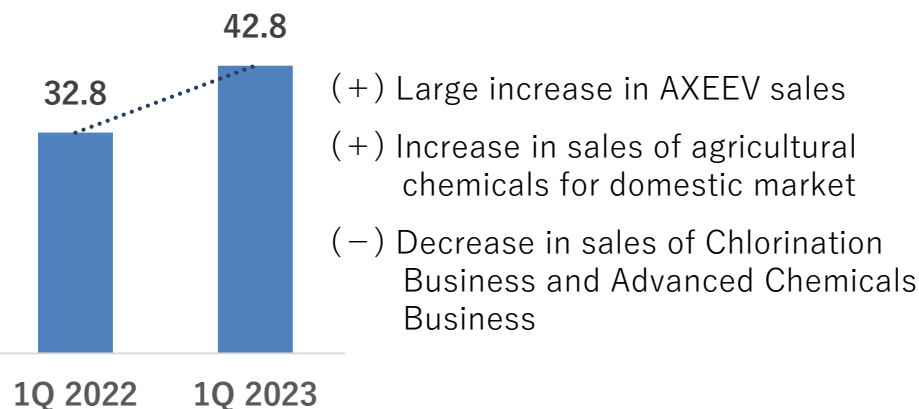 42.8
32.8
(+) Large increase in AXEEV sales
(+) Increase in sales of agricultural
chemicals for domestic market
(−) Decrease in sales of Chlorination
Business and Advanced Chemicals
Business
1Q 2022
1Q 2023